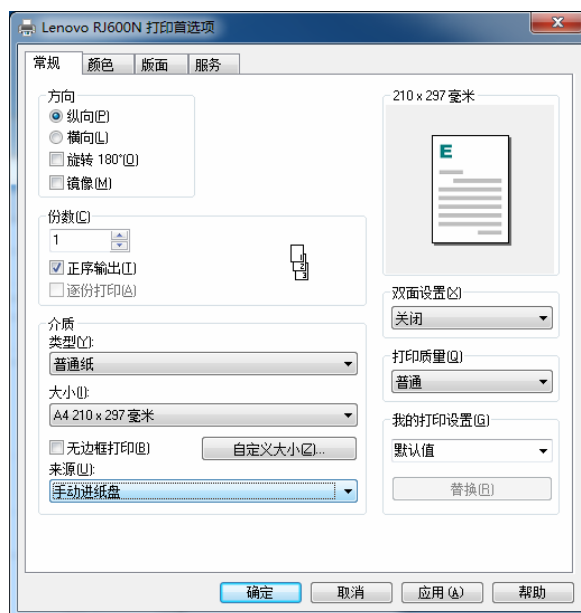 Lenovo RJ600N 打印首选项
常规
颜色
版面
服务
方向
纵向(P)
横向(L)
旋转 180°(O)
镜像(M)
份数(C)
1
正序输出(T)
逐份打印(A)
1
2
3
介质
类型(Y):
普通纸
大小(I):
A4 210 x 297 毫米
无边框打印(B)
自定义大小(Z)...
来源(U):
手动进纸盘
210 x 297 毫米
E
双面设置(X)
关闭
打印质量(Q)
普通
我的打印设置(G)
默认值
替换(R)
确定
取消
应用(A)
帮助